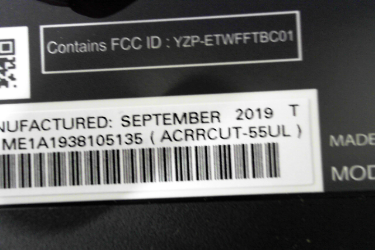 Contains FCC ID : YZP-ETWFFTBC01
NUFACTURED: SEPTEMBER 2019 T
ME1A1938105135 ( ACRRCUT-55UL )
MADE
MOD